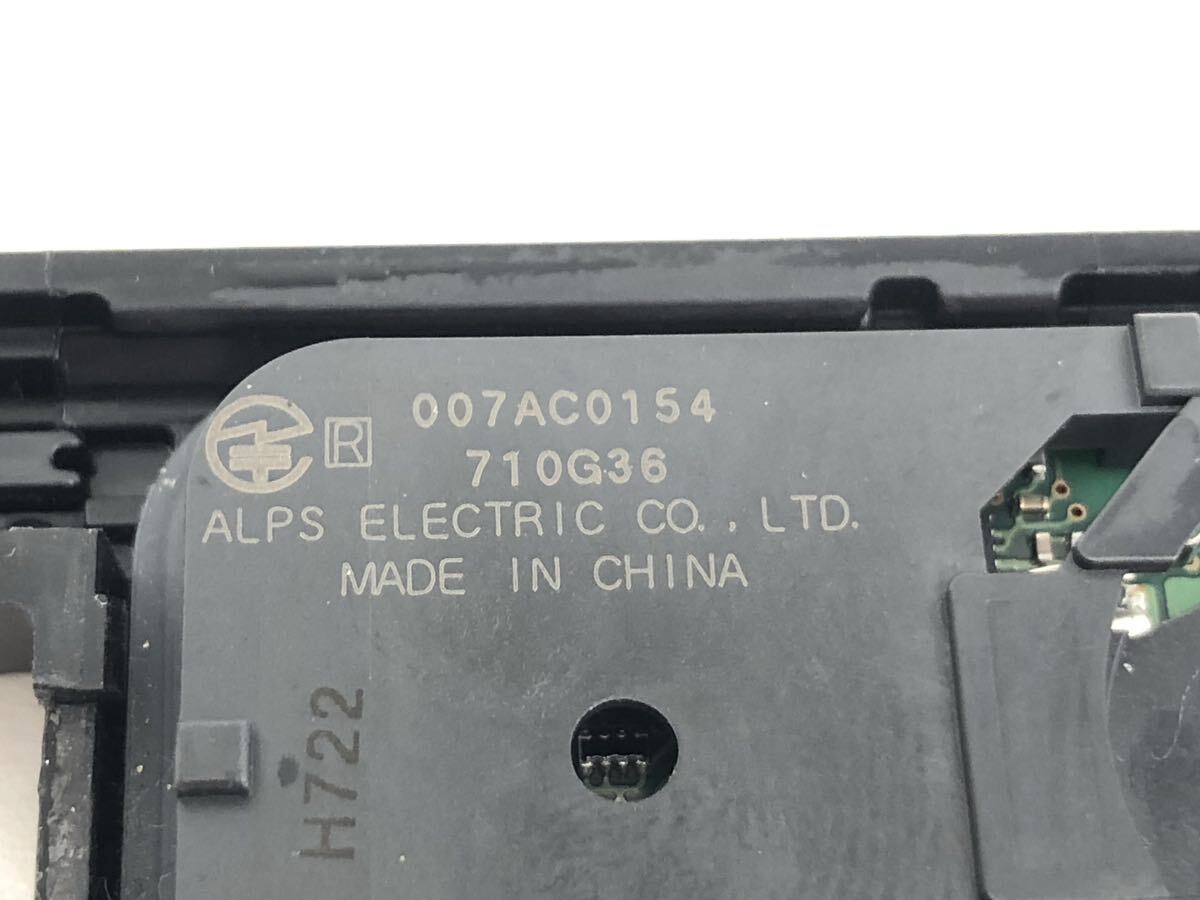 R 007AC0154
710G36
ALPS ELECTRIC CO., LTD.
MADE IN CHINA
H722